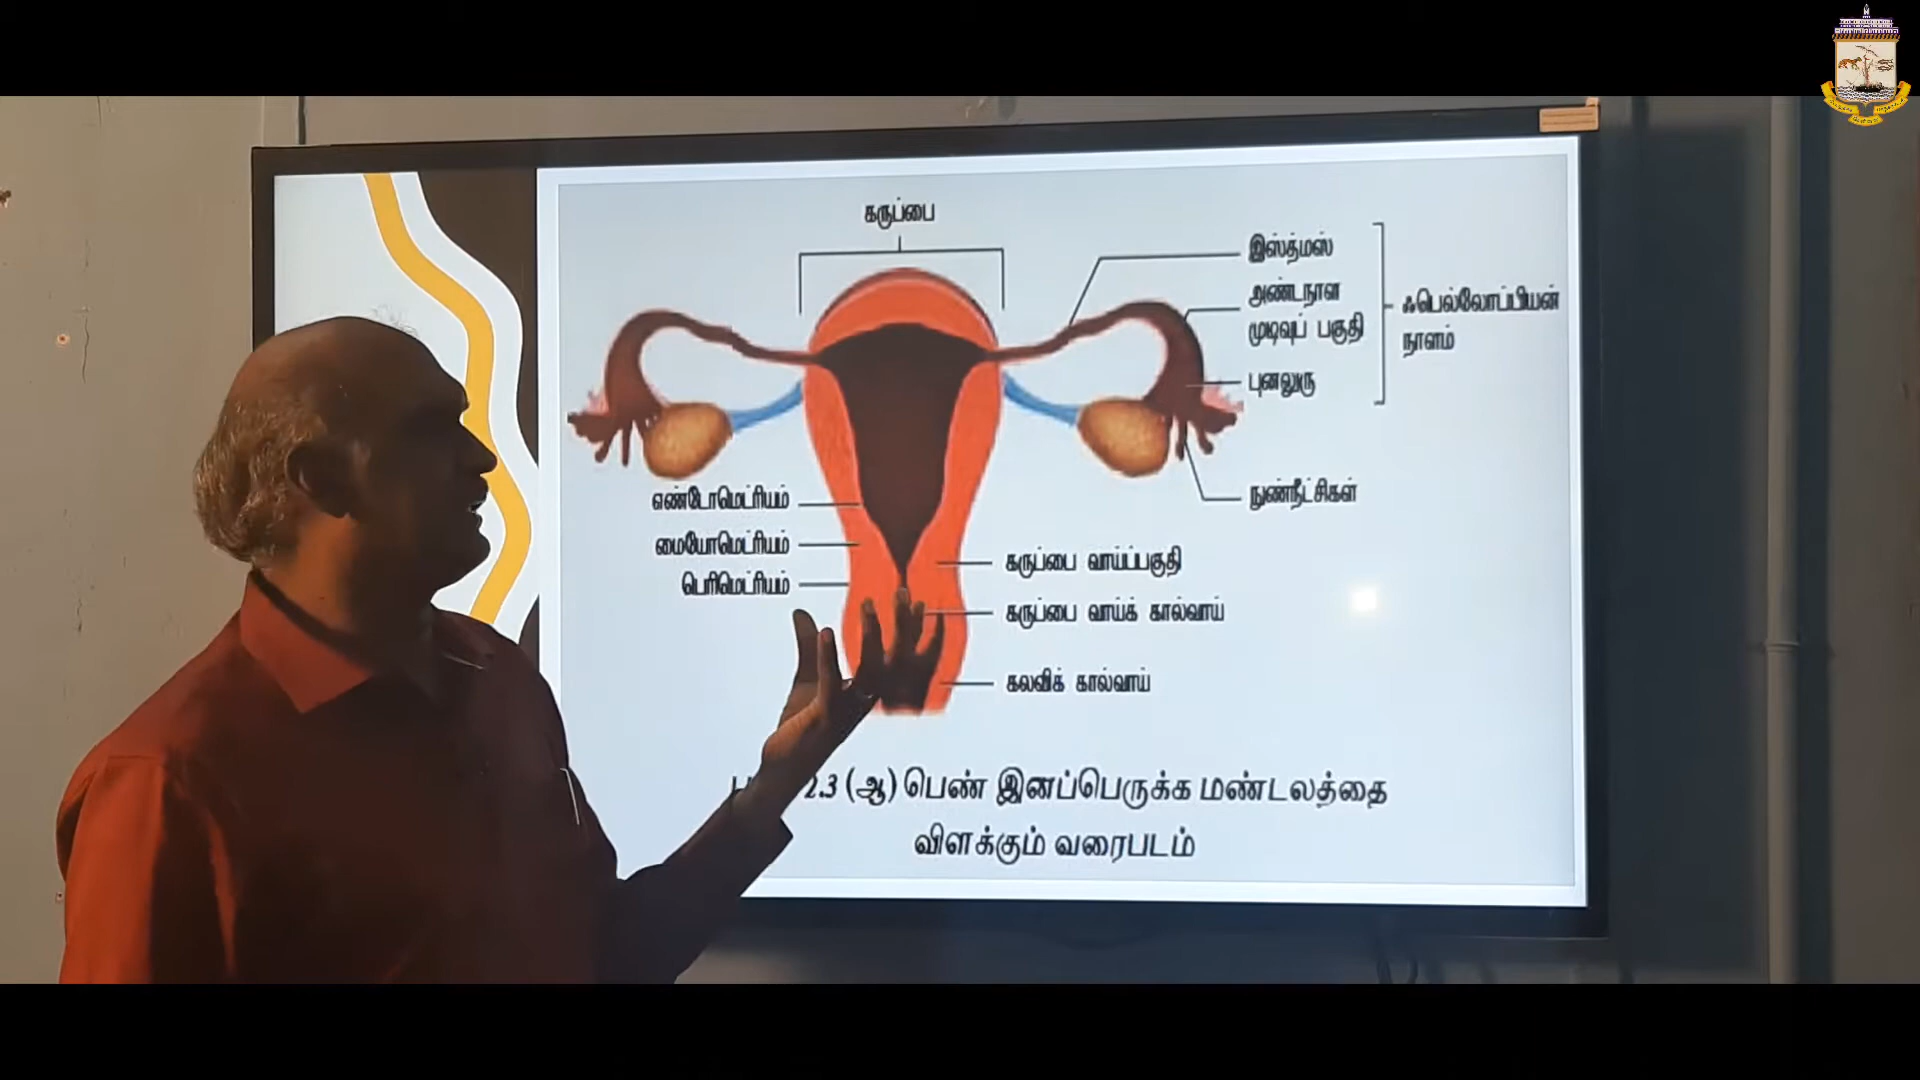 கருப்பை
இஸ்த்மஸ்
அண்டநாள
முடிவுப் பகுதி
புனலுரு
ஃபெல்லோப்பியன்
நாளம்
நுண்நீட்சிகள்
எண்டோமெட்ரியம்
மையோமெட்ரியம்
பெரிமெட்ரியம்
கருப்பை வாய்ப்பகுதி
கருப்பை வாய்க் கால்வாய்
கலவிக் கால்வாய்
2.3 (ஆ) பெண் இனப்பெருக்க மண்டலத்தை
விளக்கும் வரைபடம்